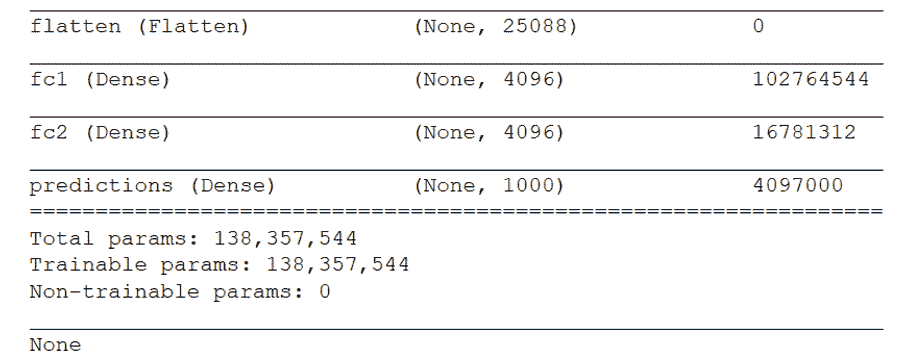 flatten (Flatten) (None, 25088) 0
fc1 (Dense) (None, 4096) 102764544
fc2 (Dense) (None, 4096) 16781312
predictions (Dense) (None, 1000) 4097000
=================================================================
Total params: 138,357,544
Trainable params: 138,357,544
Non-trainable params: 0
None